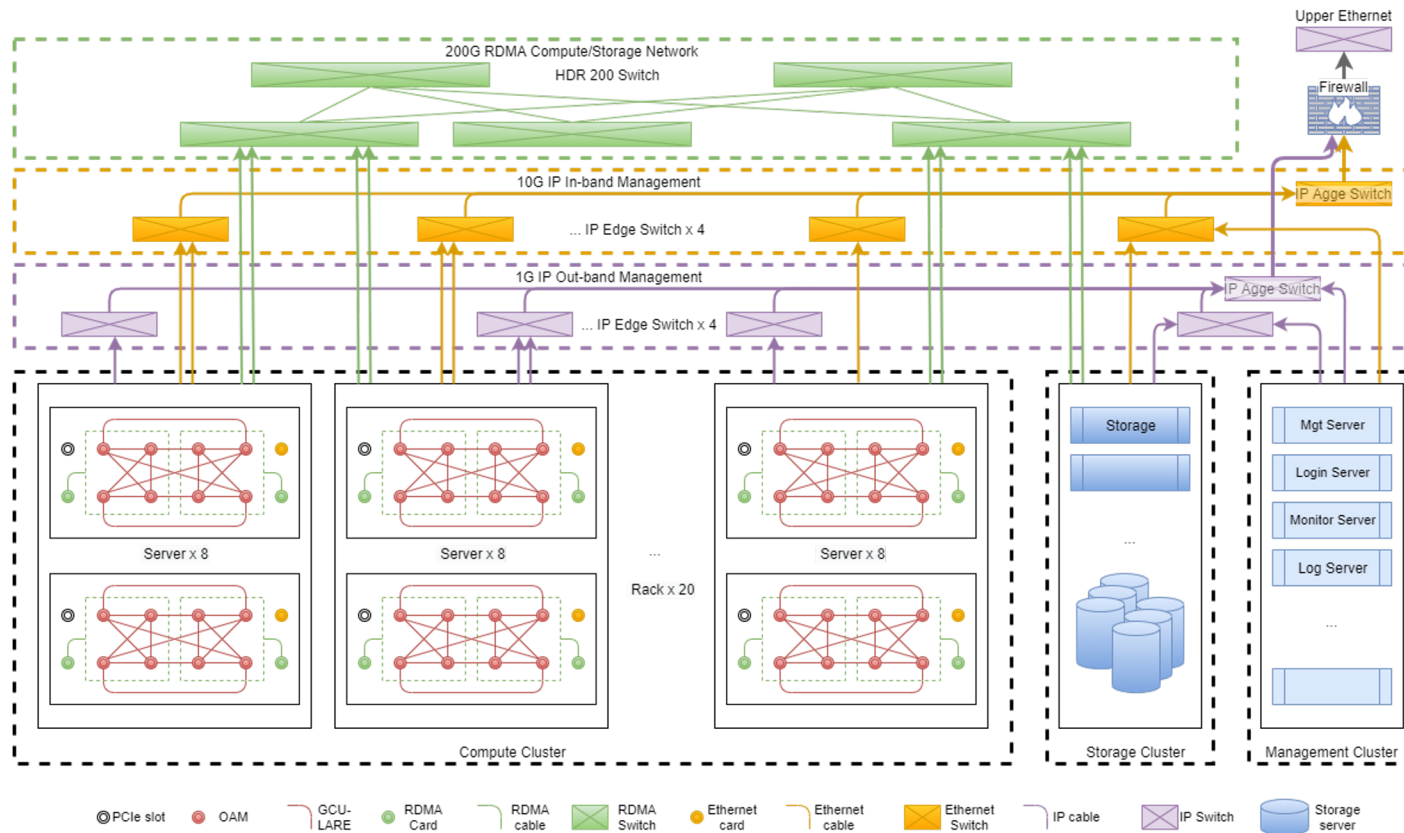 Upper Ethernet
200G RDMA Compute/Storage Network
HDR 200 Switch
Firewall
10G IP In-band Management
IP Agge Switch
... IP Edge Switch x 4
1G IP Out-band Management
IP Agge Switch
... IP Edge Switch x 4
Storage
Mgt Server
Login Server
Monitor Server
Log Server
Server x 8
Server x 8
...
Server x 8
...
Rack x 20
...
Compute Cluster
Storage Cluster
Management Cluster
PCIe slot
OAM
GCU-
LARE
RDMA
Card
RDMA
cable
RDMA
Switch
Ethernet
card
Ethernet
cable
Ethernet
Switch
IP cable
IP Switch
Storage
server